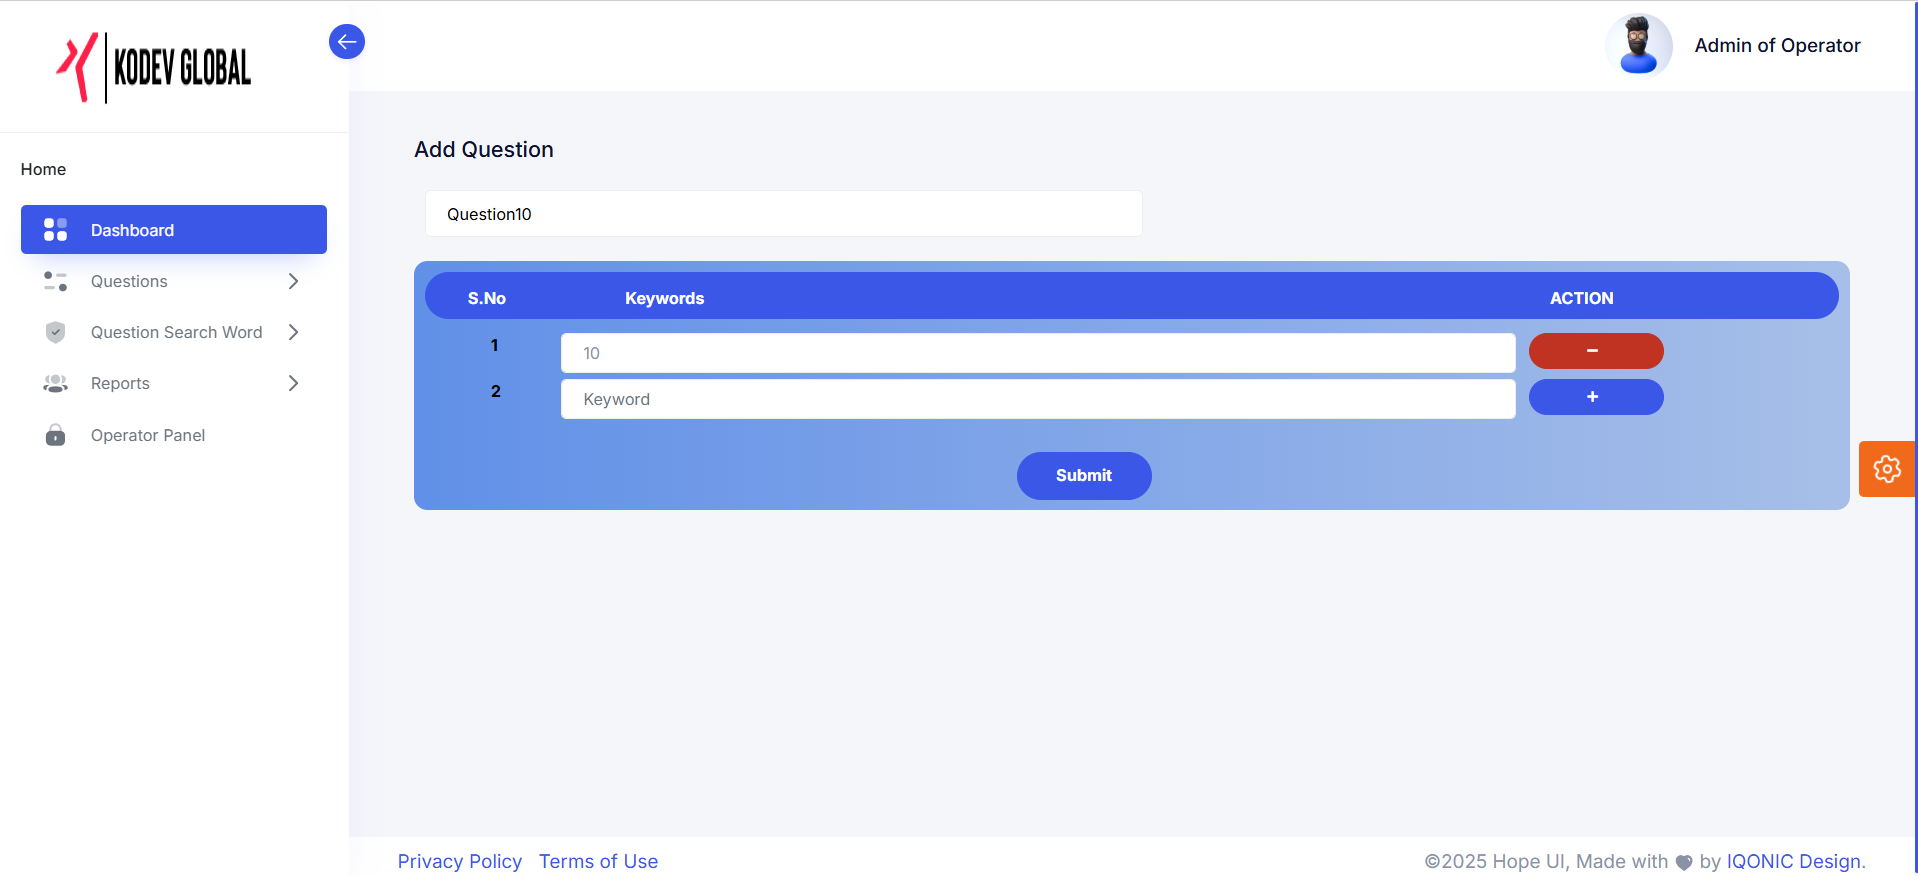 KODEV GLOBAL
Admin of Operator
Home
Dashboard
Questions
Question Search Word
Reports
Operator Panel
Add Question
Question10
S.No Keywords ACTION
1 10 −
2 Keyword +
Submit
Privacy Policy Terms of Use
©2025 Hope UI, Made with by IQONIC Design.